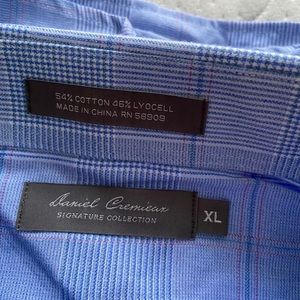 54% COTTON 46% LYOCELL
MADE IN CHINA RN 58909
Daniel Cremieux
SIGNATURE COLLECTION
XL